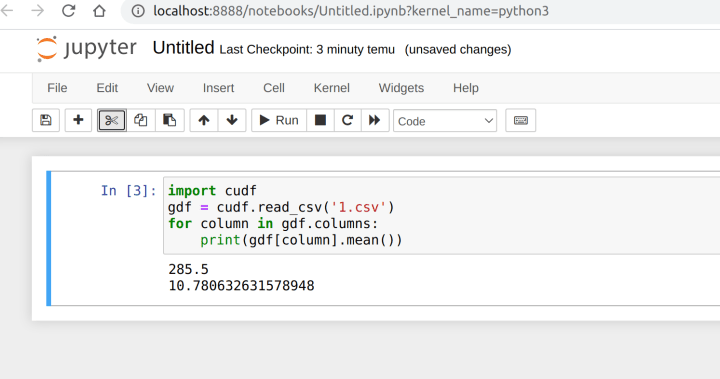 localhost:8888/notebooks/Untitled.ipynb?kernel_name=python3
jupyter Untitled Last Checkpoint: 3 minuty temu (unsaved changes)
File Edit View Insert Cell Kernel Widgets Help
Run Code
In [3]: import cudf
gdf = cudf.read_csv('1.csv')
for column in gdf.columns:
    print(gdf[column].mean())
285.5
10.780632631578948